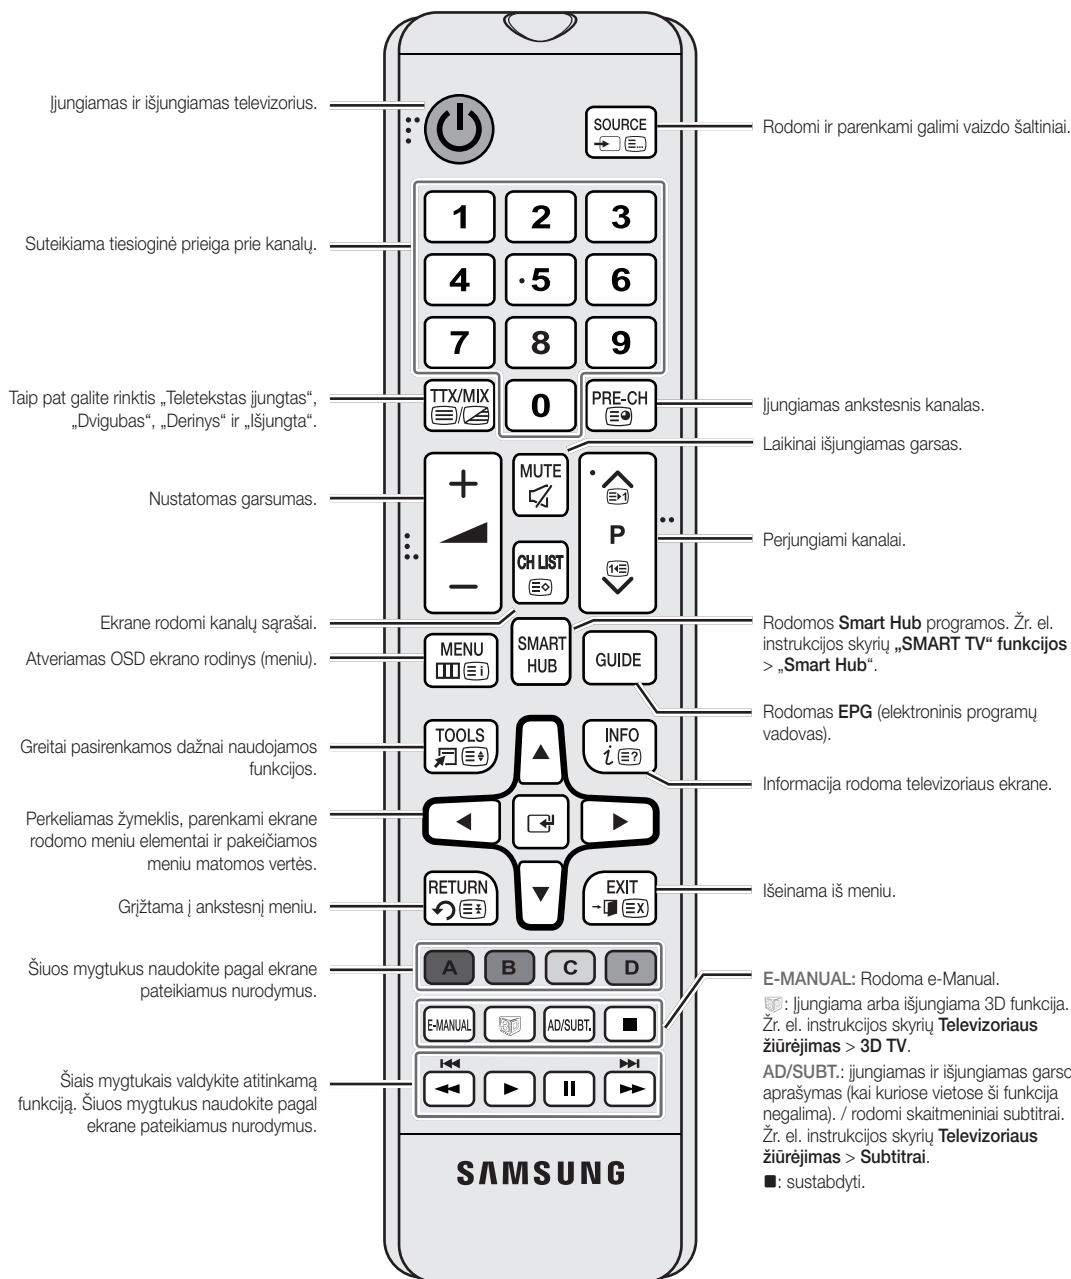 Įjungiamas ir išjungiamas televizorius.
SOURCE
Rodomi ir parenkami galimi vaizdo šaltiniai.
1 2 3
Suteikiama tiesioginė prieiga prie kanalų.
4 5 6
7 8 9
Taip pat galite rinktis „Teletekstas įjungtas“,
„Dvigubas“, „Derinys“ ir „Išjungta“.
TTX/MIX
0
PRE-CH
Įjungiamas ankstesnis kanalas.
Laikinai išjungiamas garsas.
MUTE
Nustatomas garsumas.
+
−
P
Perjungiami kanalai.
CH LIST
Ekrane rodomi kanalų sąrašai.
Rodomos Smart Hub programos. Žr. el.
instrukcijos skyrių „SMART TV“ funkcijos
> „Smart Hub“.
Atveriamas OSD ekrano rodinys (meniu).
MENU
SMART
HUB
GUIDE
Rodomas EPG (elektroninis programų
vadovas).
Greitai pasirenkamos dažnai naudojamos
funkcijos.
TOOLS
INFO
Informacija rodoma televizoriaus ekrane.
Perkeliamas žymeklis, parenkami ekrane
rodomo meniu elementai ir pakeičiamos
meniu matomos vertės.
RETURN
Grįžtama į ankstesnį meniu.
EXIT
Išeinama iš meniu.
Šiuos mygtukus naudokite pagal ekrane
pateikiamus nurodymus.
A B C D
E-MANUAL
3D
AD/SUBT.
E-MANUAL: Rodoma e-Manual.
: Įjungiama arba išjungiama 3D funkcija.
Žr. el. instrukcijos skyrių Televizoriaus
žiūrėjimas > 3D TV.
AD/SUBT.: įjungiamas ir išjungiamas garso
aprašymas (kai kuriose vietose ši funkcija
negalima). / rodomi skaitmeniniai subtitrai.
Žr. el. instrukcijos skyrių Televizoriaus
žiūrėjimas > Subtitrai.
■: sustabdyti.
Šiais mygtukais valdykite atitinkamą
funkciją. Šiuos mygtukus naudokite pagal
ekrane pateikiamus nurodymus.
SAMSUNG